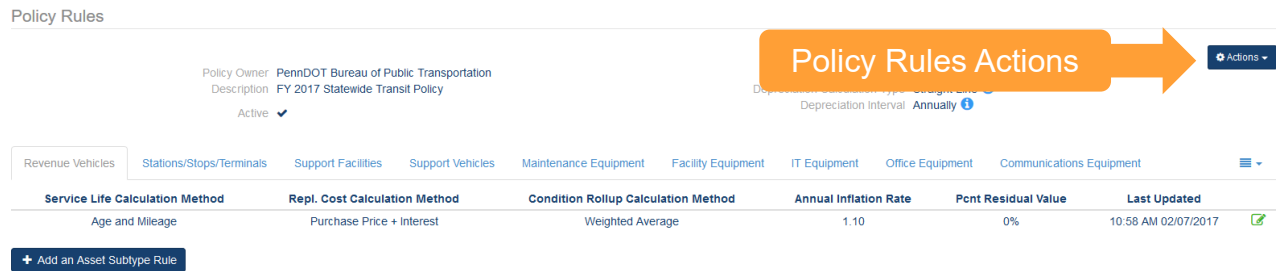 Policy Rules
Policy Rules Actions
Actions
Policy Owner PennDOT Bureau of Public Transportation
Description FY 2017 Statewide Transit Policy
Depreciation Interval Annually
Active
Revenue Vehicles Stations/Stops/Terminals Support Facilities Support Vehicles Maintenance Equipment Facility Equipment IT Equipment Office Equipment Communications Equipment
Service Life Calculation Method Repl. Cost Calculation Method Condition Rollup Calculation Method Annual Inflation Rate Pcnt Residual Value Last Updated
Age and Mileage Purchase Price + Interest Weighted Average 1.10 0% 10:58 AM 02/07/2017
+ Add an Asset Subtype Rule